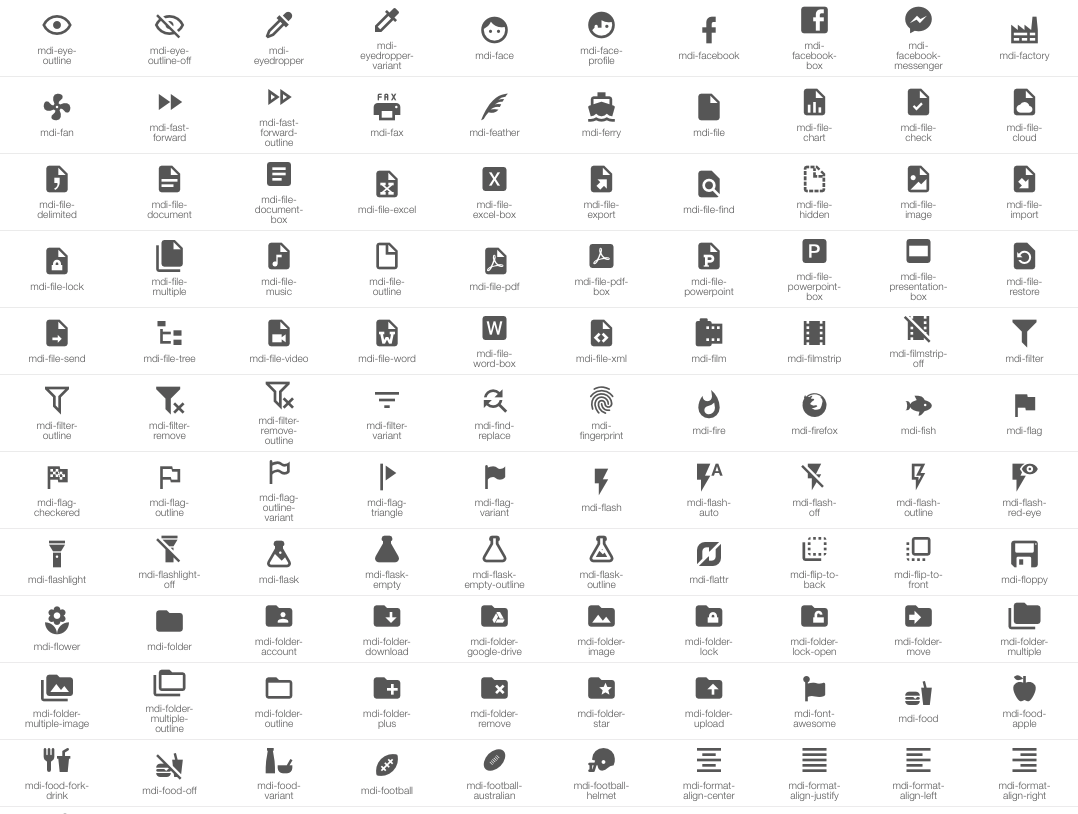 mdi-eye-
outline
mdi-eye-
outline-off
mdi-
eyedropper
mdi-
eyedropper-
variant
mdi-face
mdi-face-
profile
mdi-facebook
mdi-
facebook-
box
mdi-
facebook-
messenger
mdi-factory
mdi-fan
mdi-fast-
forward
mdi-fast-
forward-
outline
FAX
mdi-fax
mdi-feather
mdi-ferry
mdi-file
mdi-file-
chart
mdi-file-
check
mdi-file-
cloud
mdi-file-
delimited
mdi-file-
document
mdi-file-
document-
box
X
mdi-file-excel
X
mdi-file-
excel-box
mdi-file-
export
mdi-file-find
mdi-file-
hidden
mdi-file-
image
mdi-file-
import
mdi-file-lock
mdi-file-
multiple
mdi-file-
music
mdi-file-
outline
mdi-file-pdf
mdi-file-pdf-
box
P
mdi-file-
powerpoint
P
mdi-file-
powerpoint-
box
mdi-file-
presentation-
box
mdi-file-
restore
mdi-file-send
mdi-file-tree
mdi-file-video
W
mdi-file-word
W
mdi-file-
word-box
mdi-file-xml
mdi-film
mdi-filmstrip
mdi-filmstrip-
off
mdi-filter
mdi-filter-
outline
mdi-filter-
remove
mdi-filter-
remove-
outline
mdi-filter-
variant
mdi-find-
replace
mdi-
fingerprint
mdi-fire
mdi-firefox
mdi-fish
mdi-flag
mdi-flag-
checkered
mdi-flag-
outline
mdi-flag-
outline-
variant
mdi-flag-
triangle
mdi-flag-
variant
mdi-flash
A
mdi-flash-
auto
mdi-flash-
off
mdi-flash-
outline
mdi-flash-
red-eye
mdi-flashlight
mdi-flashlight-
off
mdi-flask
mdi-flask-
empty
mdi-flask-
empty-outline
mdi-flask-
outline
mdi-flattr
mdi-flip-to-
back
mdi-flip-to-
front
mdi-floppy
mdi-flower
mdi-folder
mdi-folder-
account
mdi-folder-
download
mdi-folder-
google-drive
mdi-folder-
image
mdi-folder-
lock
mdi-folder-
lock-open
mdi-folder-
move
mdi-folder-
multiple
mdi-folder-
multiple-image
mdi-folder-
multiple-
outline
mdi-folder-
outline
mdi-folder-
plus
mdi-folder-
remove
mdi-folder-
star
mdi-folder-
upload
mdi-font-
awesome
mdi-food
mdi-food-
apple
mdi-food-fork-
drink
mdi-food-off
mdi-food-
variant
mdi-football
mdi-football-
australian
mdi-football-
helmet
mdi-format-
align-center
mdi-format-
align-justify
mdi-format-
align-left
mdi-format-
align-right